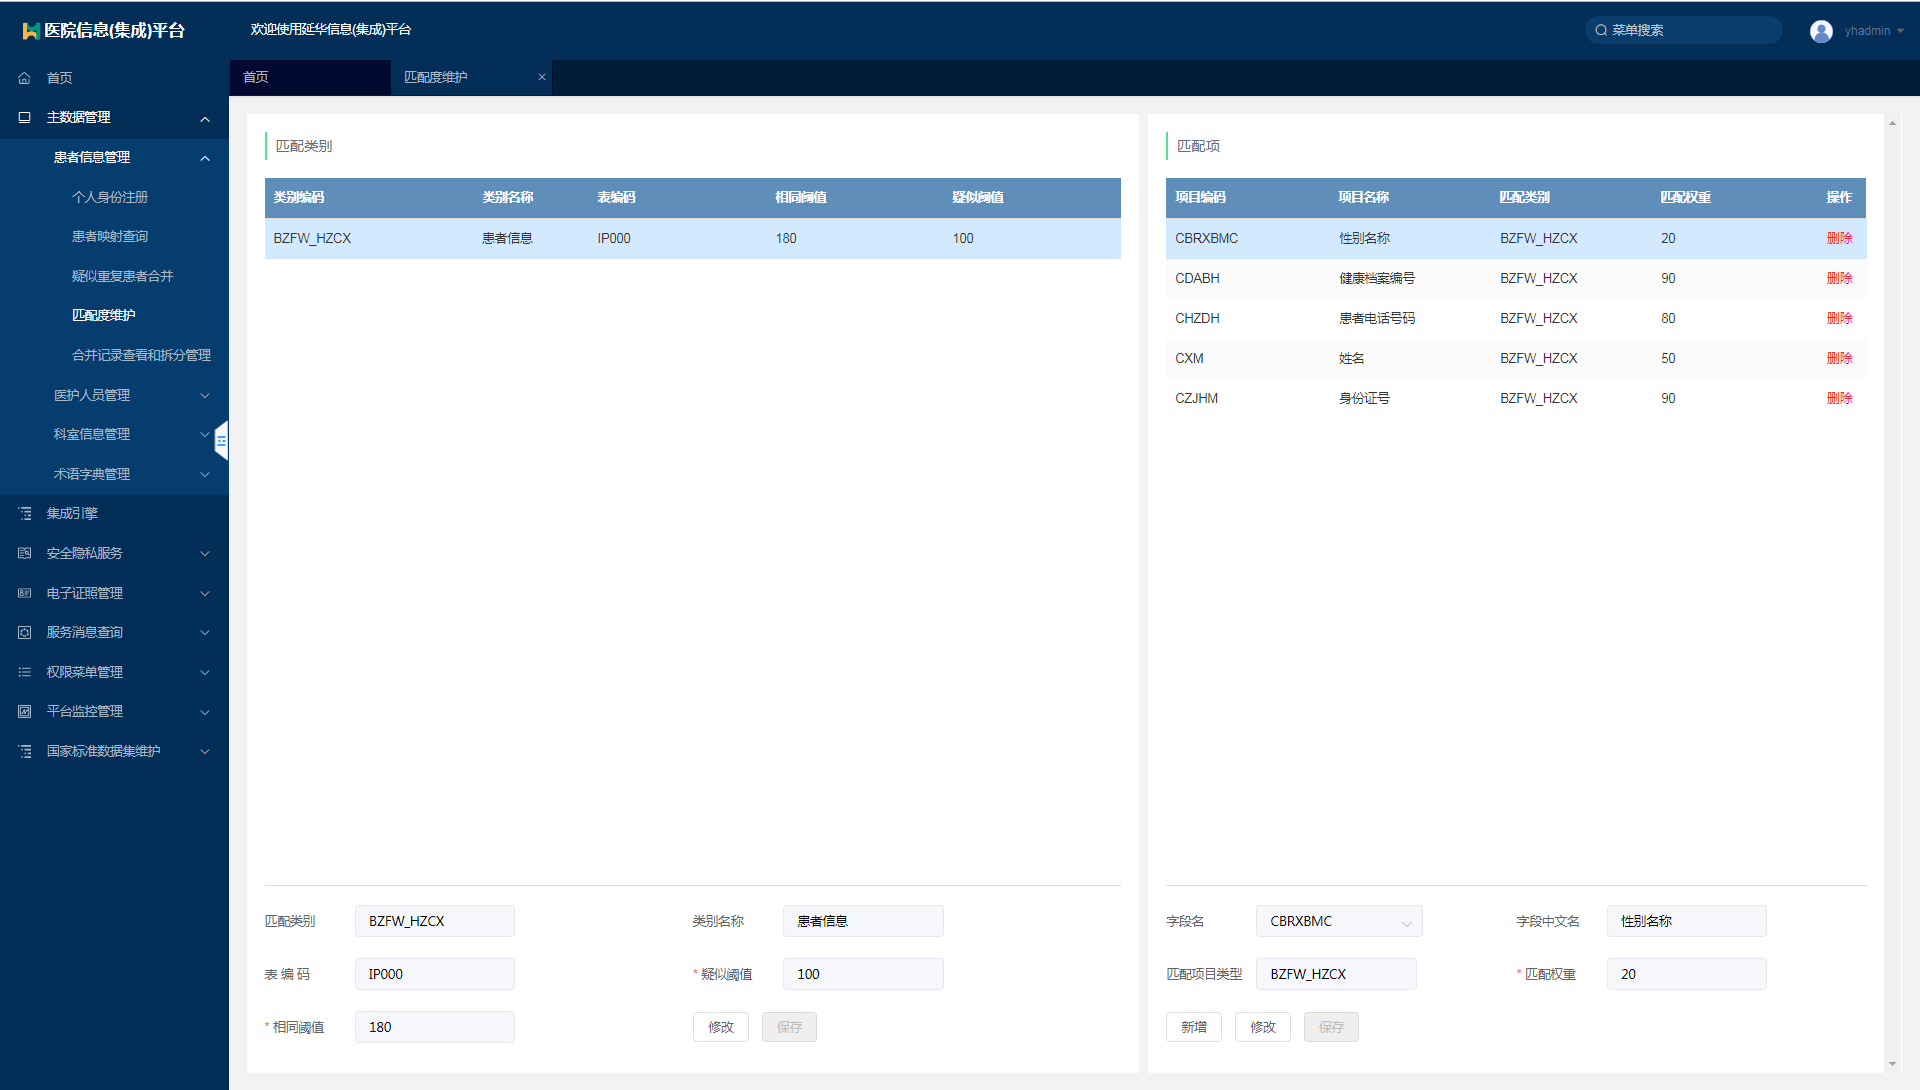 医院信息(集成)平台
欢迎使用延华信息(集成)平台
菜单搜索
yhadmin
首页
主数据管理
患者信息管理
个人身份注册
患者映射查询
疑似重复患者合并
匹配度维护
合并记录查看和拆分管理
医护人员管理
科室信息管理
术语字典管理
集成引擎
安全隐私服务
电子证照管理
服务消息查询
权限菜单管理
平台监控管理
国家标准数据集维护
首页 匹配度维护 ×
匹配类别
类别编码 类别名称 表编码 相同阈值 疑似阈值
BZFW_HZCX 患者信息 IP000 180 100
匹配类别 BZFW_HZCX 类别名称 患者信息
表 编 码 IP000 * 疑似阈值 100
* 相同阈值 180 修改 保存
匹配项
项目编码 项目名称 匹配类别 匹配权重 操作
CBRXBMC 性别名称 BZFW_HZCX 20 删除
CDABH 健康档案编号 BZFW_HZCX 90 删除
CHZDH 患者电话号码 BZFW_HZCX 80 删除
CXM 姓名 BZFW_HZCX 50 删除
CZJHM 身份证号 BZFW_HZCX 90 删除
字段名 CBRXBMC 字段中文名 性别名称
匹配项目类型 BZFW_HZCX * 匹配权重 20
新增 修改 保存